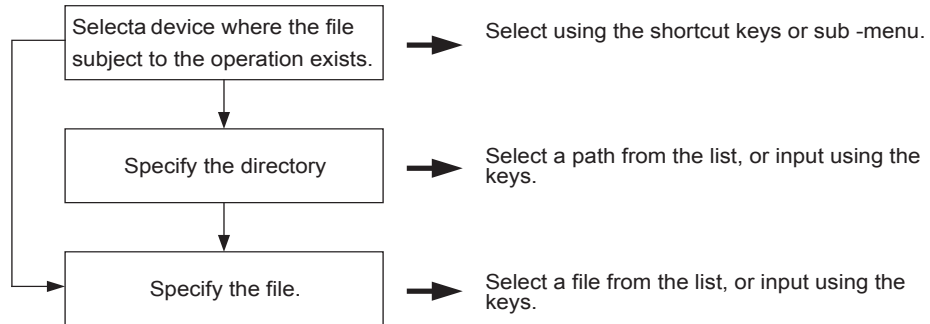 Selecta device where the file
subject to the operation exists.
Select using the shortcut keys or sub -menu.
Specify the directory
Select a path from the list, or input using the
keys.
Specify the file.
Select a file from the list, or input using the
keys.